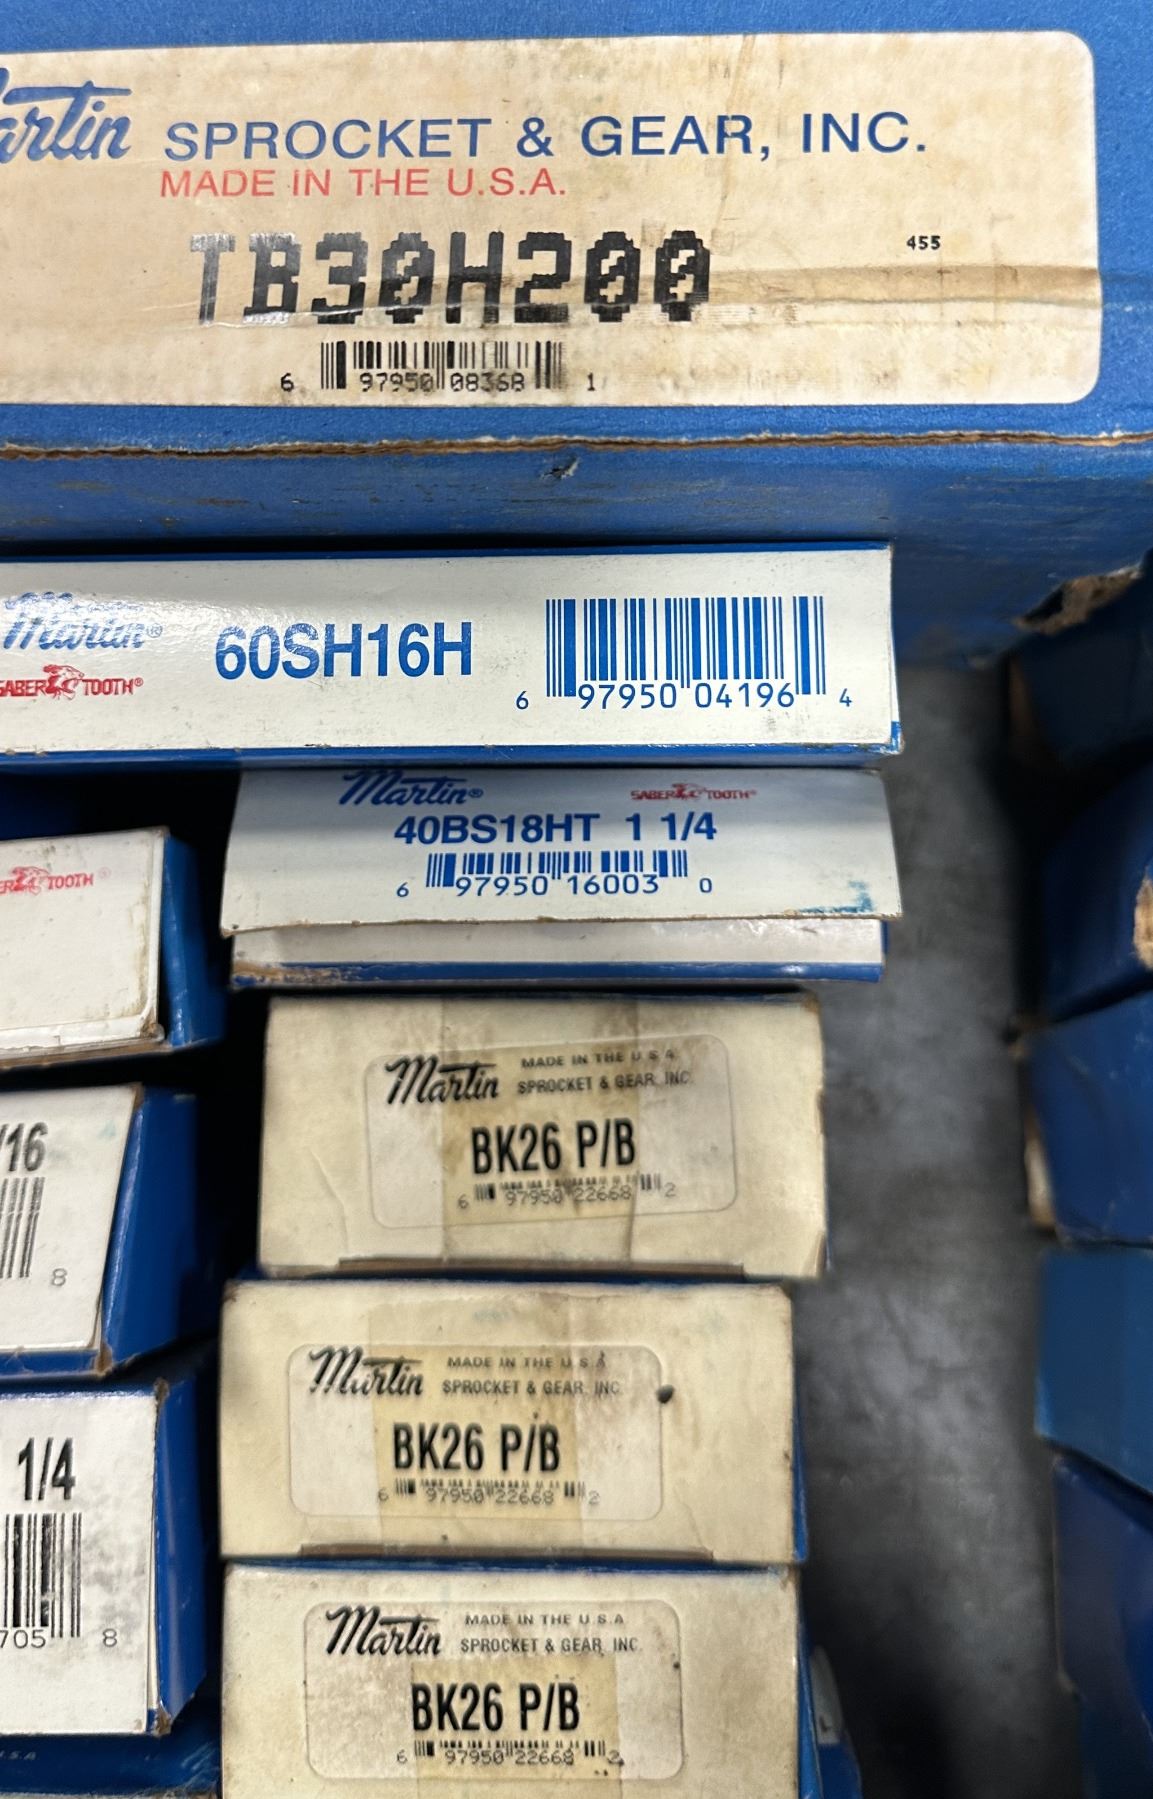 Martin SPROCKET & GEAR, INC.
MADE IN THE U.S.A.
TB30H200
455
6 97950 08368 1
Martin®
SABER TOOTH®
60SH16H
6 97950 04196 4
Martin® SABER TOOTH®
40BS18HT 1 1/4
6 97950 16003 0
TOOTH®
Martin MADE IN THE U S A
SPROCKET & GEAR, INC.
BK26 P/B
6 97950 22668 2
/16
8
Martin MADE IN THE U S A
SPROCKET & GEAR, INC.
BK26 P/B
6 97950 22668 2
1/4
705 8
Martin MADE IN THE U.S.A
SPROCKET & GEAR, INC.
BK26 P/B
6 97950 22668 2
U.S.A